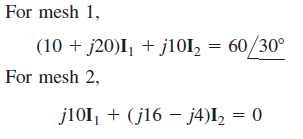 For mesh 1,
(10 + j20)I₁ + j10I₂ = 60/30°
For mesh 2,
j10I₁ + (j16 − j4)I₂ = 0